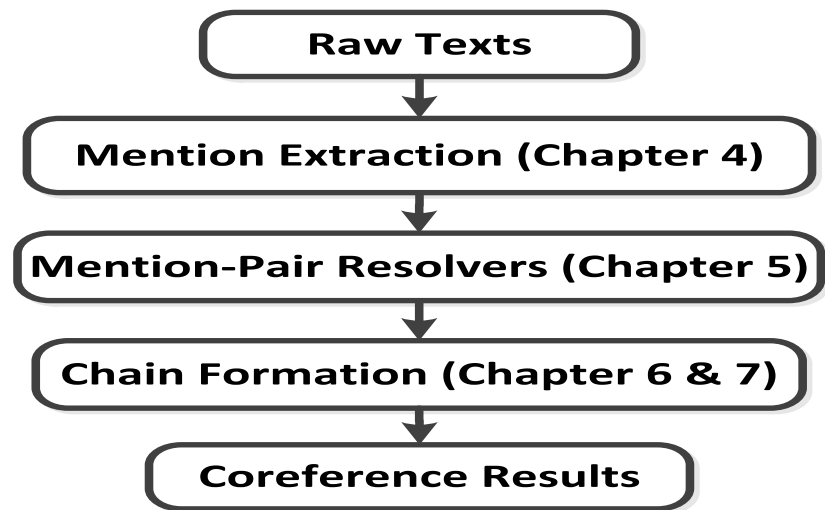 Raw Texts
Mention Extraction (Chapter 4)
Mention-Pair Resolvers (Chapter 5)
Chain Formation (Chapter 6 & 7)
Coreference Results